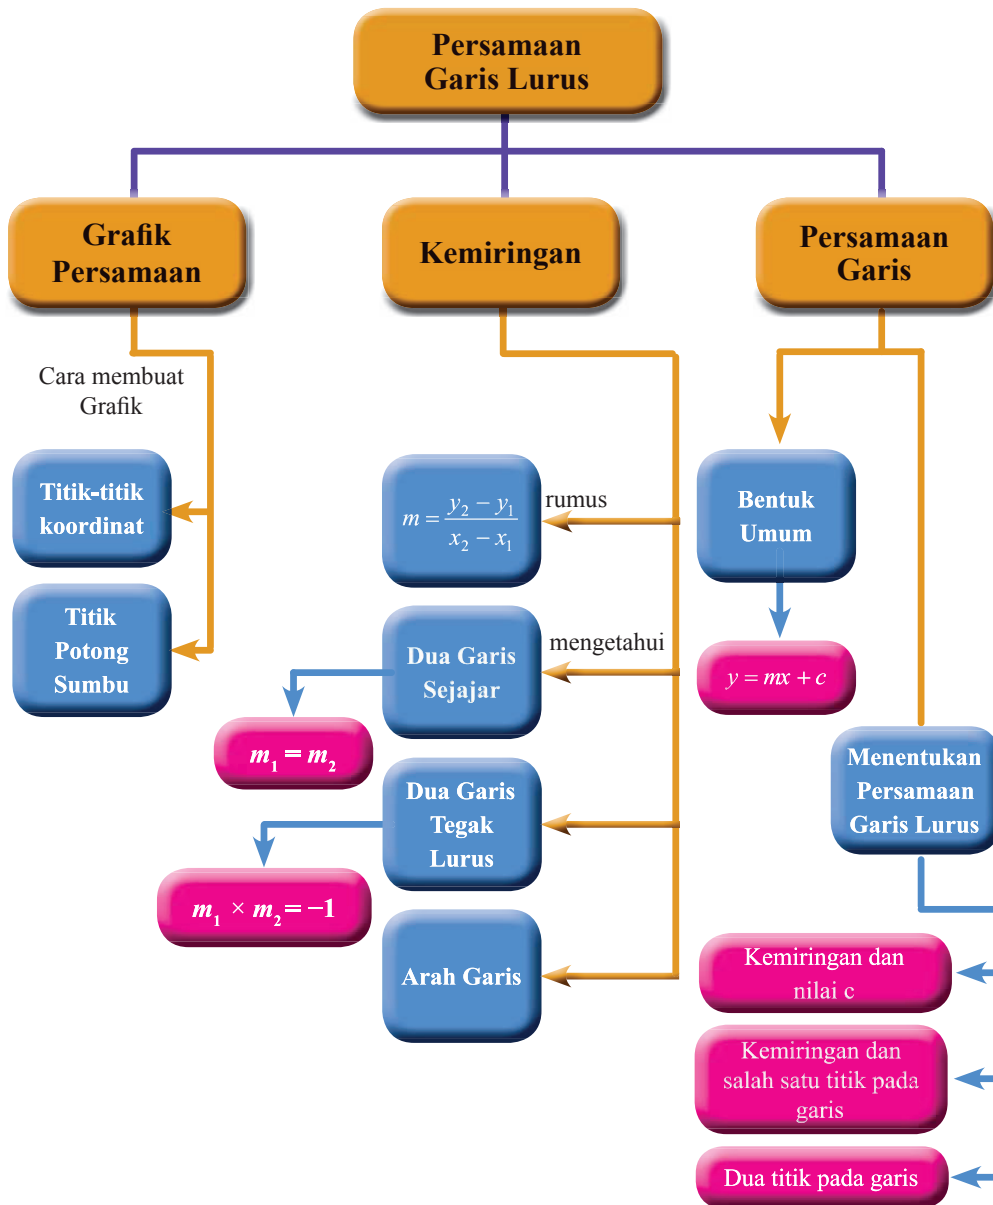 Persamaan
Garis Lurus
Grafik
Persamaan
Kemiringan
Persamaan
Garis
Cara membuat
Grafik
Titik-titik
koordinat
Titik
Potong
Sumbu
m = (y₂ − y₁)/(x₂ − x₁)
rumus
mengetahui
Dua Garis
Sejajar
m₁ = m₂
Dua Garis
Tegak
Lurus
m₁ × m₂ = −1
Arah Garis
Bentuk
Umum
y = mx + c
Menentukan
Persamaan
Garis Lurus
Kemiringan dan
nilai c
Kemiringan dan
salah satu titik pada
garis
Dua titik pada garis